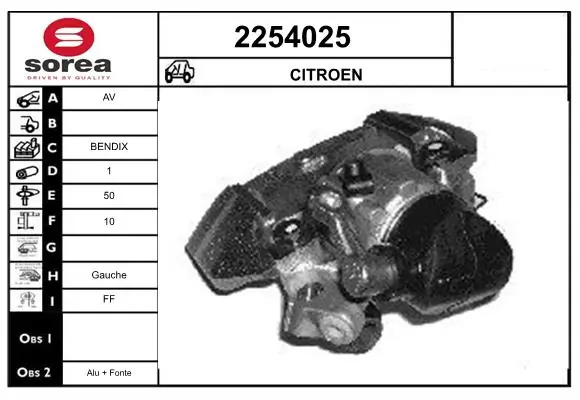 sorea
DRIVEN BY QUALITY
2254025
CITROEN
A AV
B
C BENDIX
D 1
E 50
F 10
G
H Gauche
I FF
OBS 1
OBS 2 Alu + Fonte